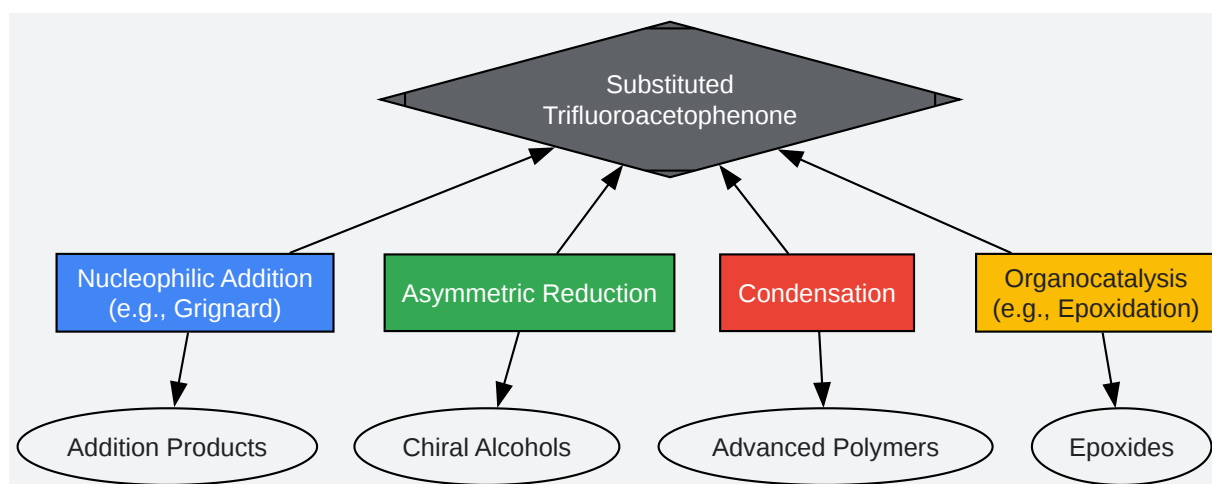 Substituted
Trifluoroacetophenone
Nucleophilic Addition
(e.g., Grignard)
Asymmetric Reduction
Condensation
Organocatalysis
(e.g., Epoxidation)
Addition Products
Chiral Alcohols
Advanced Polymers
Epoxides